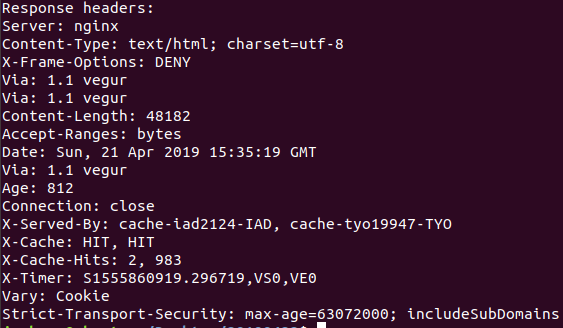 Response headers:
Server: nginx
Content-Type: text/html; charset=utf-8
X-Frame-Options: DENY
Via: 1.1 vegur
Via: 1.1 vegur
Content-Length: 48182
Accept-Ranges: bytes
Date: Sun, 21 Apr 2019 15:35:19 GMT
Via: 1.1 vegur
Age: 812
Connection: close
X-Served-By: cache-iad2124-IAD, cache-tyo19947-TYO
X-Cache: HIT, HIT
X-Cache-Hits: 2, 983
X-Timer: S1555860919.296719,VS0,VE0
Vary: Cookie
Strict-Transport-Security: max-age=63072000; includeSubDomains